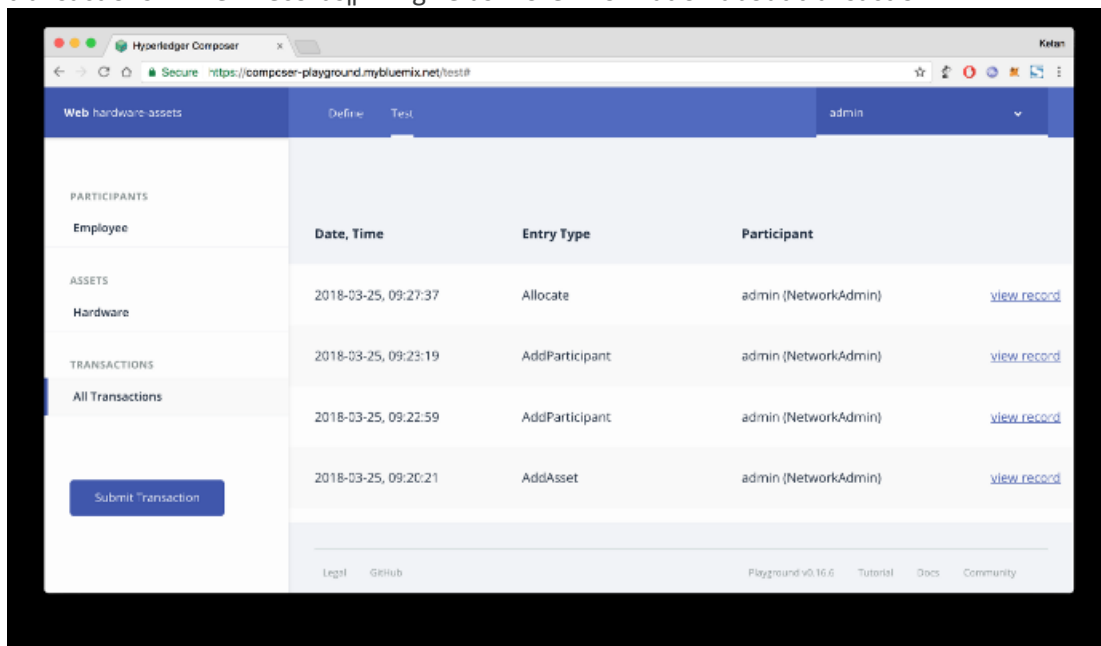 Hyperledger Composer
Ketan
Secure https://composer-playground.mybluemix.net/test#
Web hardware-assets
Define Test
admin
PARTICIPANTS
Employee
ASSETS
Hardware
TRANSACTIONS
All Transactions
Submit Transaction
Date, Time Entry Type Participant
2018-03-25, 09:27:37 Allocate admin (NetworkAdmin) view record
2018-03-25, 09:23:19 AddParticipant admin (NetworkAdmin) view record
2018-03-25, 09:22:59 AddParticipant admin (NetworkAdmin) view record
2018-03-25, 09:20:21 AddAsset admin (NetworkAdmin) view record
Legal GitHub Playground v0.16.6 Tutorial Docs Community